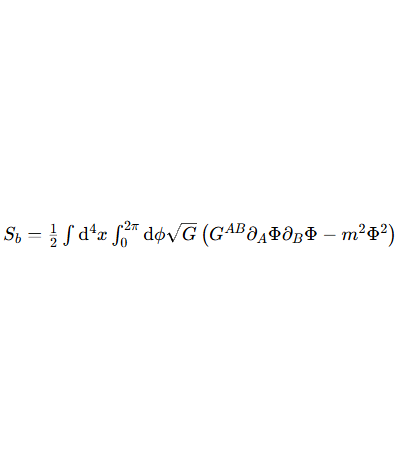 $S_b = \frac{1}{2} \int \mathrm{d}^4 x \int_0^{2\pi} \mathrm{d}\phi \sqrt{G} \left( G^{AB} \partial_A \Phi \partial_B \Phi - m^2 \Phi^2 \right)$